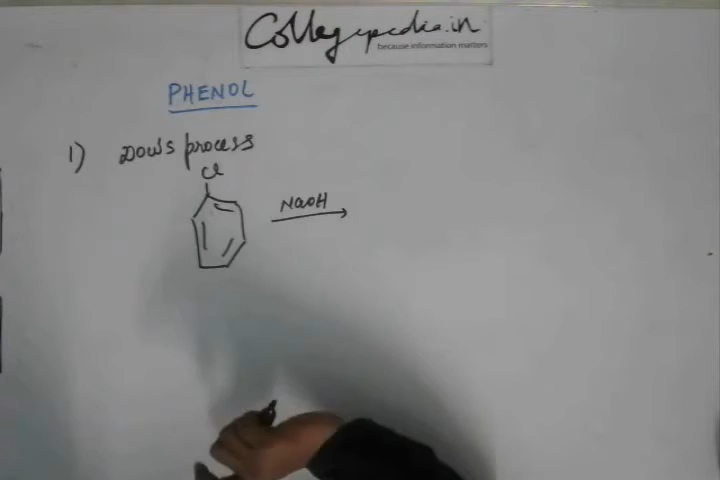 Collegepedia.in
because information matters
PHENOL
1) Dow's process
Cl
NaOH